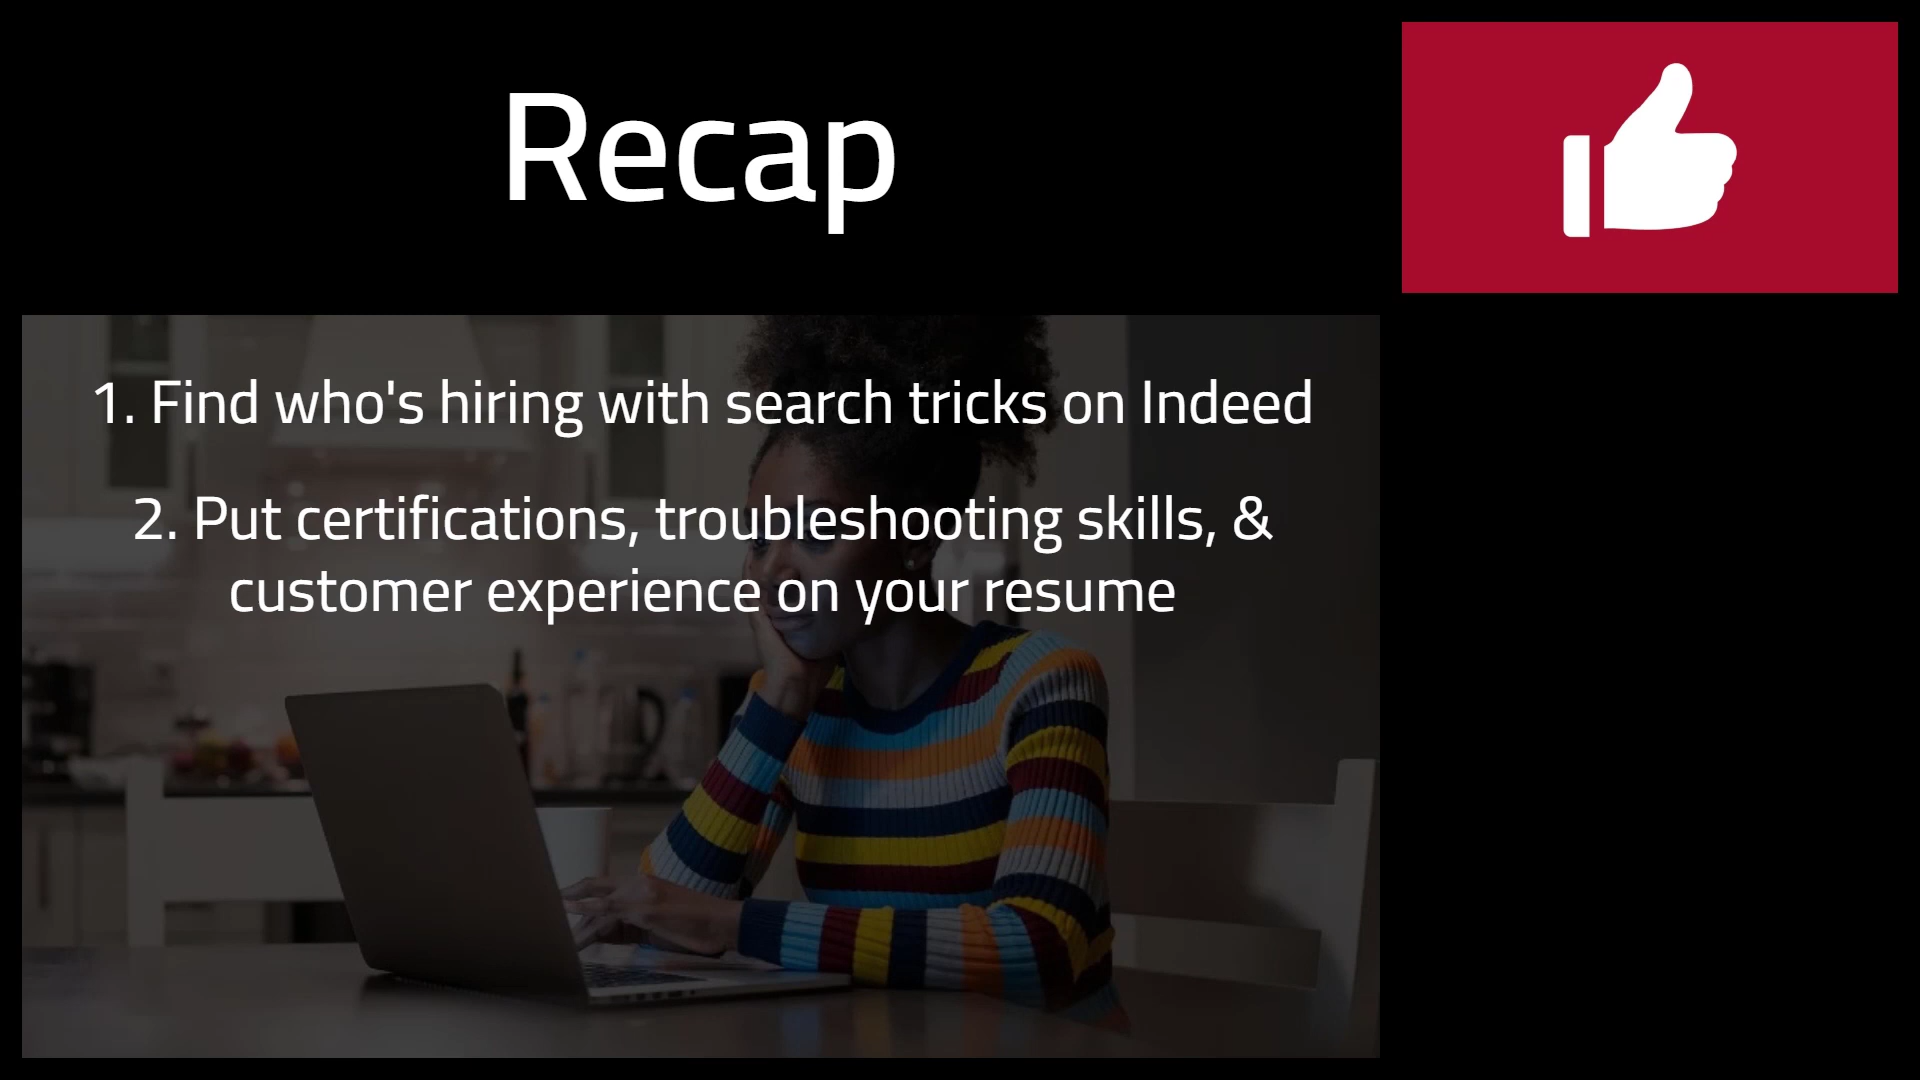 Recap
1. Find who's hiring with search tricks on Indeed
2. Put certifications, troubleshooting skills, &
customer experience on your resume